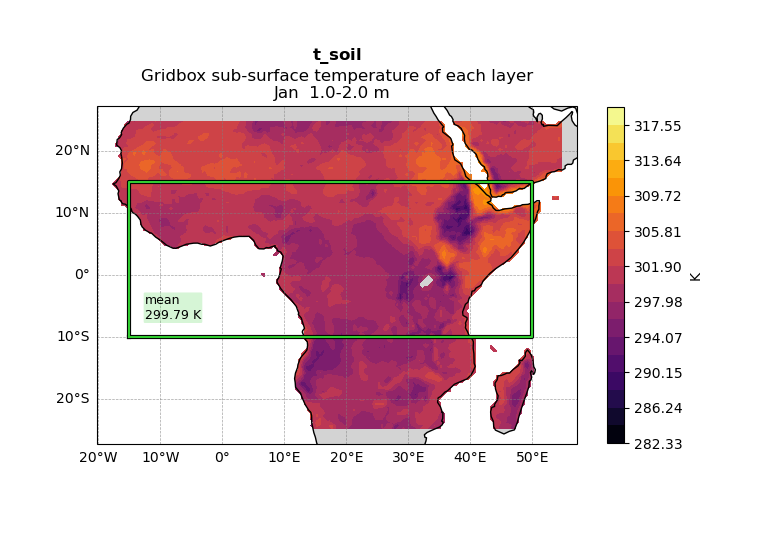 t_soil
Gridbox sub-surface temperature of each layer
Jan  1.0-2.0 m
20°N
10°N
0°
10°S
20°S
20°W
10°W
0°
10°E
20°E
30°E
40°E
50°E
mean
299.79 K
317.55
313.64
309.72
305.81
301.90
297.98
294.07
290.15
286.24
282.33
K